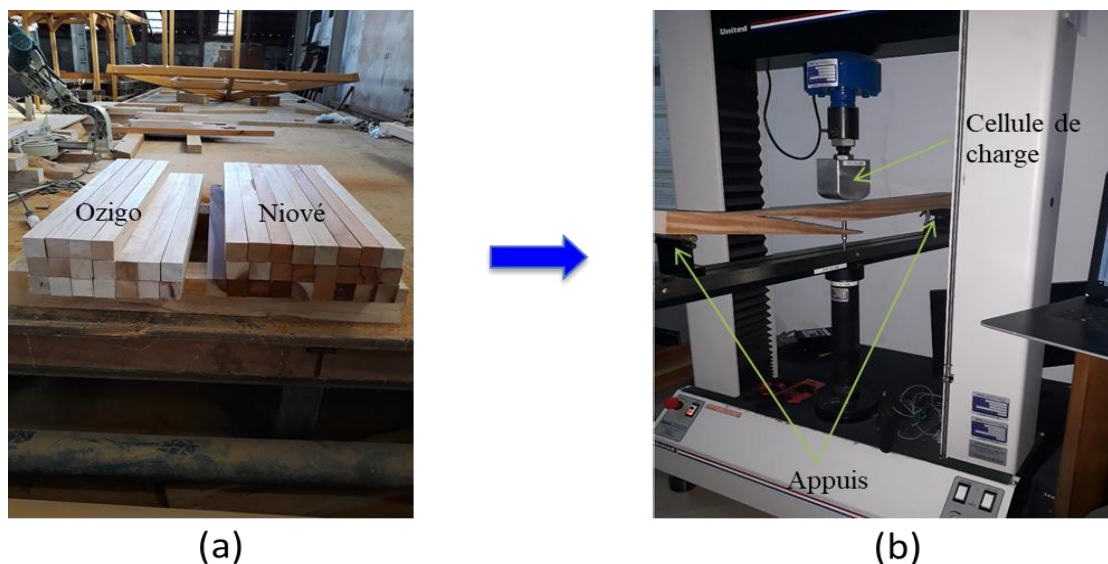 Ozigo
Niové
(a)
United
Cellule de
charge
Appuis
(b)